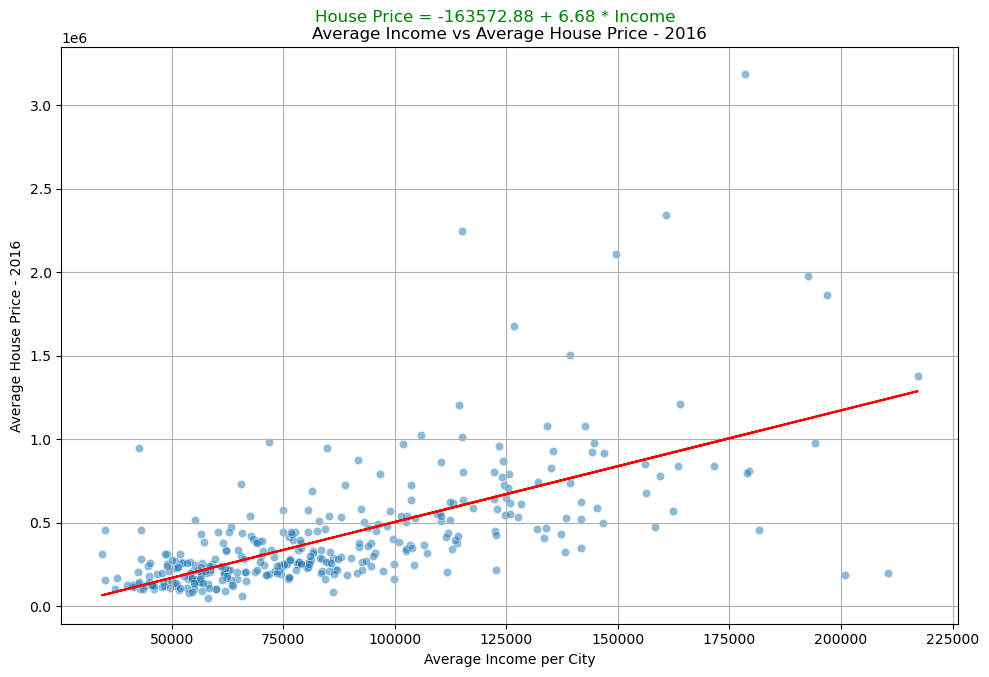 House Price = -163572.88 + 6.68 * Income
Average Income vs Average House Price - 2016
1e6
3.0
2.5
2.0
1.5
1.0
0.5
0.0
Average House Price - 2016
50000 75000 100000 125000 150000 175000 200000 225000
Average Income per City